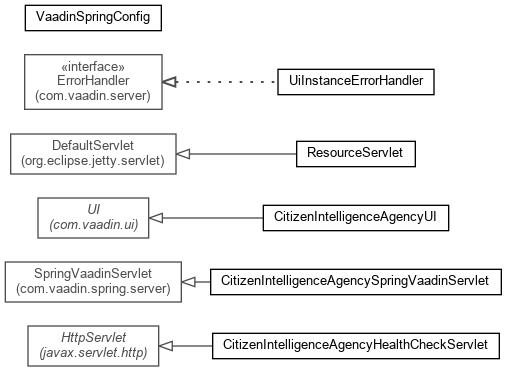 VaadinSpringConfig
«interface»
ErrorHandler
(com.vaadin.server)
UiInstanceErrorHandler
DefaultServlet
(org.eclipse.jetty.servlet)
ResourceServlet
UI
(com.vaadin.ui)
CitizenIntelligenceAgencyUI
SpringVaadinServlet
(com.vaadin.spring.server)
CitizenIntelligenceAgencySpringVaadinServlet
HttpServlet
(javax.servlet.http)
CitizenIntelligenceAgencyHealthCheckServlet